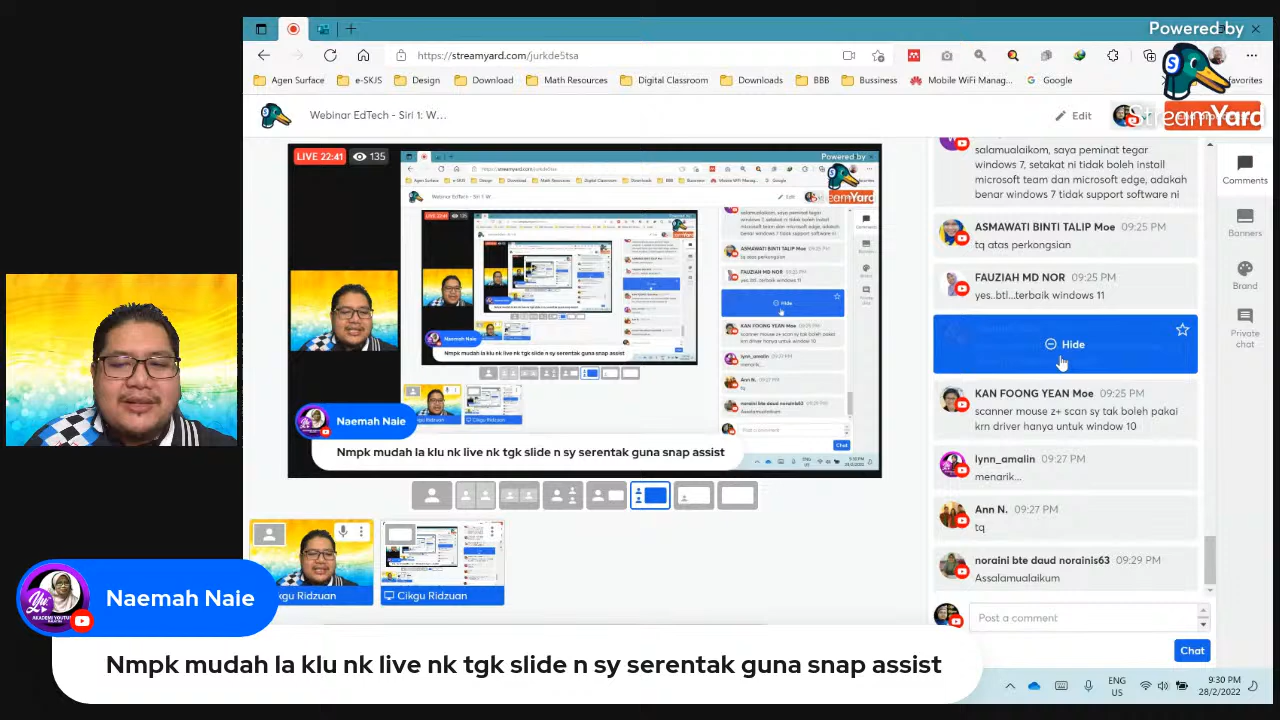 Powered by
StreamYard
https://streamyard.com/jurkde5tsa
Agen Surface
e-SKJS
Design
Download
Math Resources
Digital Classroom
Downloads
BBB
Bussiness
Mobile WiFi Manag...
Google
favorites
Webinar EdTech - Siri 1: W...
Edit
LIVE 22:41
135
salamualaikom, saya peminat tegar
windows 7, setakat ni tidak boleh install
microsoft team dan microsoft edge, adakah
benar windows 7 tidak support software ni
ASMAWATI BINTI TALIP Moe 09:25 PM
tq atas perkongsian
FAUZIAH MD NOR 09:25 PM
yes..btl...terbaik windows 11
Hide
KAN FOONG YEAN Moe 09:25 PM
scanner mouse z+ scan sy tak boleh pakai
krn driver hanya untuk window 10
lynn_amalin 09:27 PM
menarik...
Ann N. 09:27 PM
tq
noraini bte daud norainis63 09:29 PM
Assalamualaikum
Post a comment
Chat
Comments
Banners
Brand
Private
chat
Naemah Naie
Nmpk mudah la klu nk live nk tgk slide n sy serentak guna snap assist
Cikgu Ridzuan
Naemah Naie
Nmpk mudah la klu nk live nk tgk slide n sy serentak guna snap assist
ENG
US
9:30 PM
28/2/2022